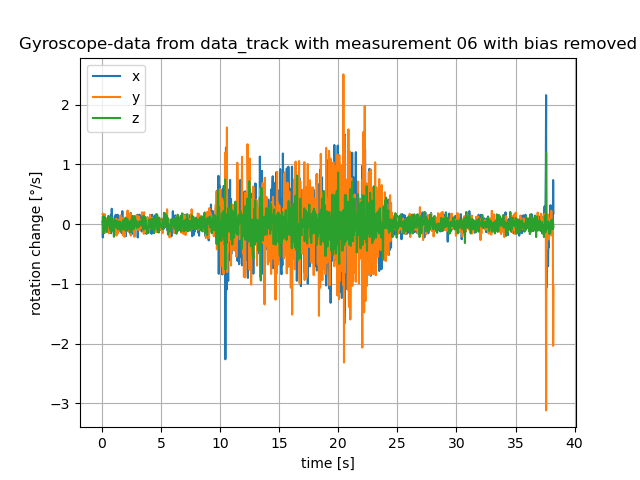 Gyroscope-data from data_track with measurement 06 with bias removed
x
y
z
2
1
0
−1
−2
−3
rotation change [°/s]
0 5 10 15 20 25 30 35 40
time [s]